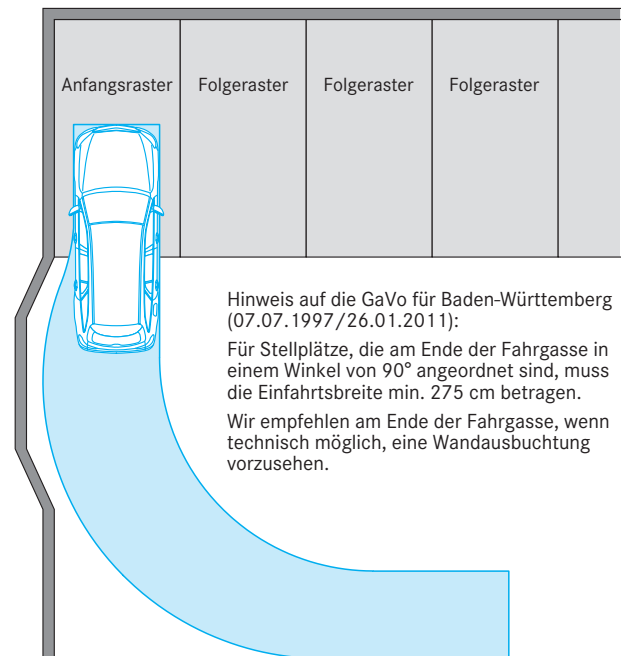 Anfangsraster Folgeraster Folgeraster Folgeraster
Hinweis auf die GaVo für Baden-Württemberg
(07.07.1997/26.01.2011):
Für Stellplätze, die am Ende der Fahrgasse in
einem Winkel von 90° angeordnet sind, muss
die Einfahrtsbreite min. 275 cm betragen.
Wir empfehlen am Ende der Fahrgasse, wenn
technisch möglich, eine Wandausbuchtung
vorzusehen.